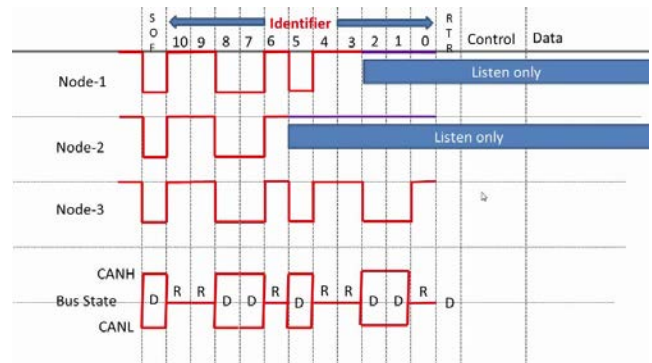 S O F
Identifier
R T R
10 9 8 7 6 5 4 3 2 1 0
Control Data
Node-1
Listen only
Node-2
Listen only
Node-3
CANH
Bus State D R R D D R D R R D D R D
CANL